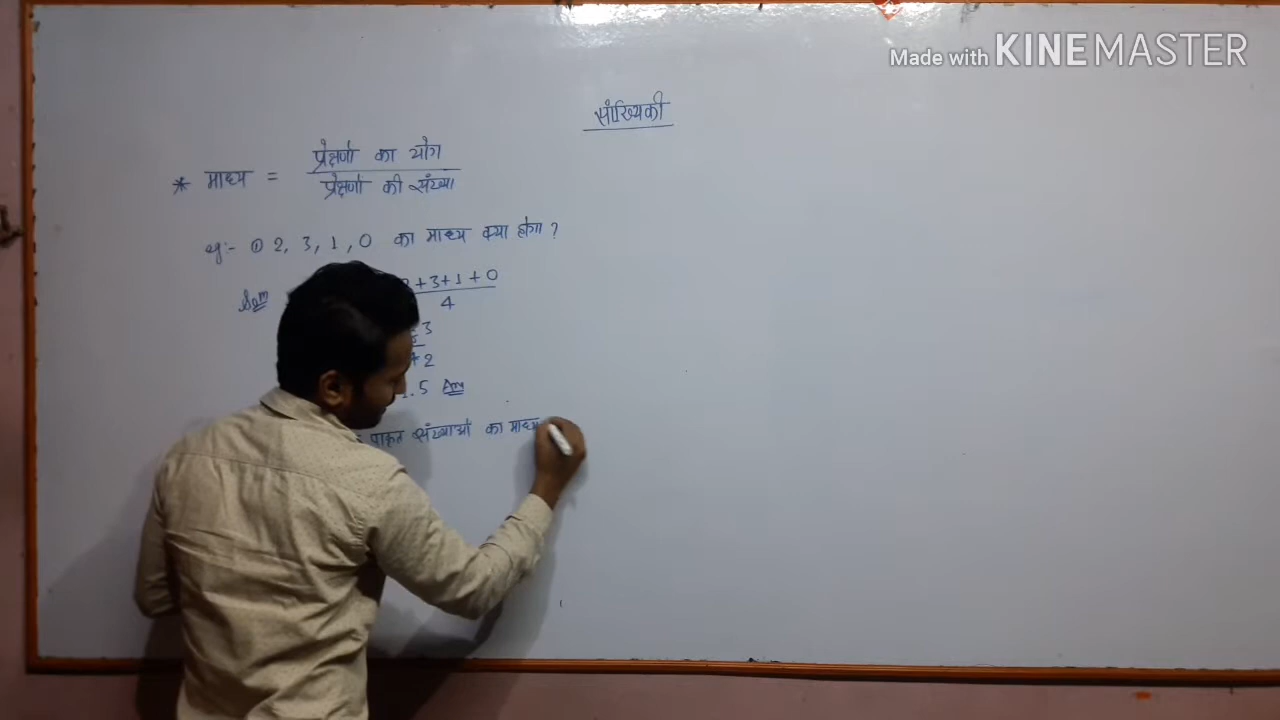 Made with KINEMASTER
सांख्यिकी
* माध्य = प्रेक्षणों का योग
प्रेक्षणों की संख्या
eg:- ① 2, 3, 1, 0 का माध्य क्या होगा ?
Solⁿ + 3 + 1 + 0
4
3
2
.5 Ans
प्राकृत संख्याओं का माध्य